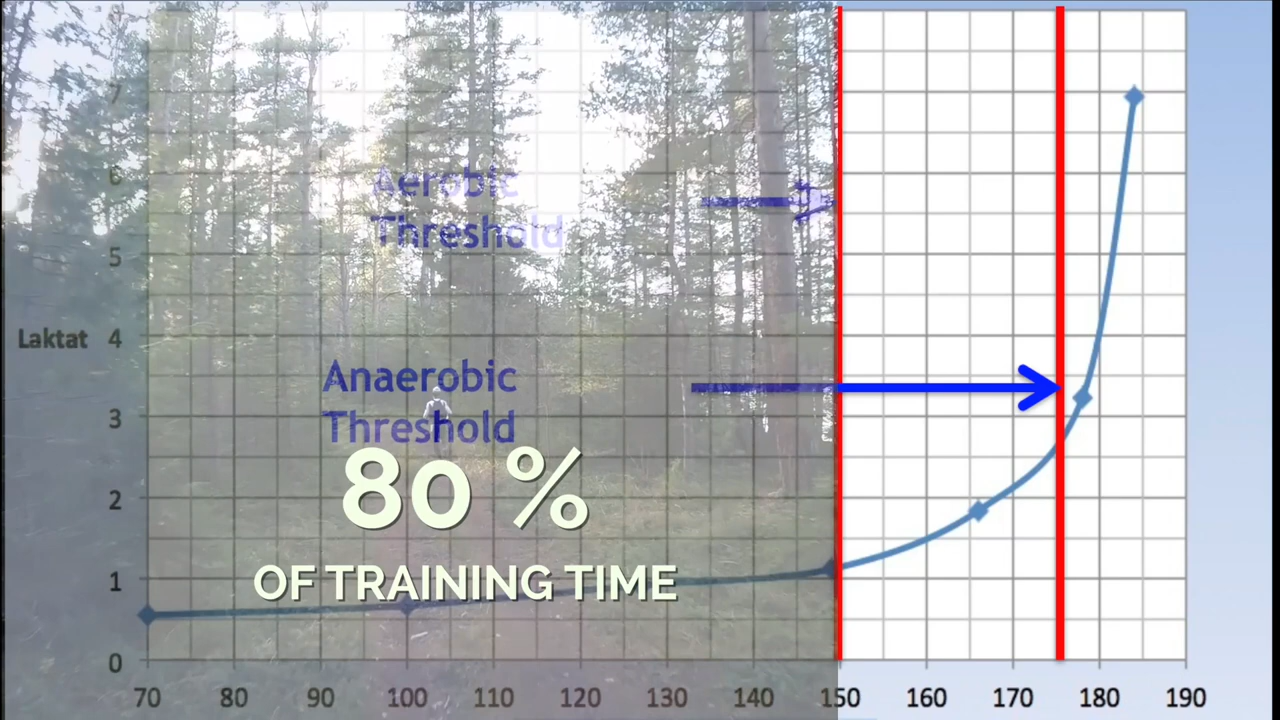 7
6
Aerobic
Threshold
5
Laktat 4
Anaerobic
3
Threshold
80 %
2
OF TRAINING TIME
1
0
70 80 90 100 110 120 130 140 150 160 170 180 190